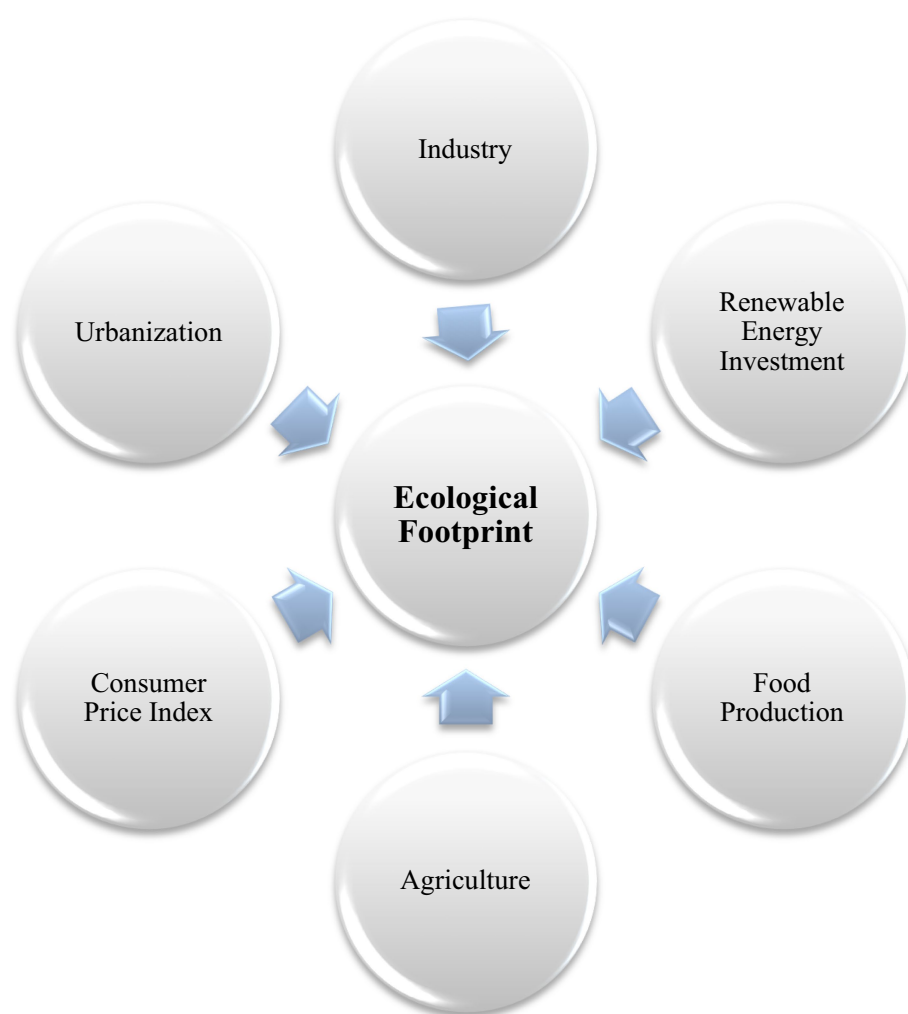 Industry
Urbanization
Renewable
Energy
Investment
Ecological
Footprint
Consumer
Price Index
Food
Production
Agriculture